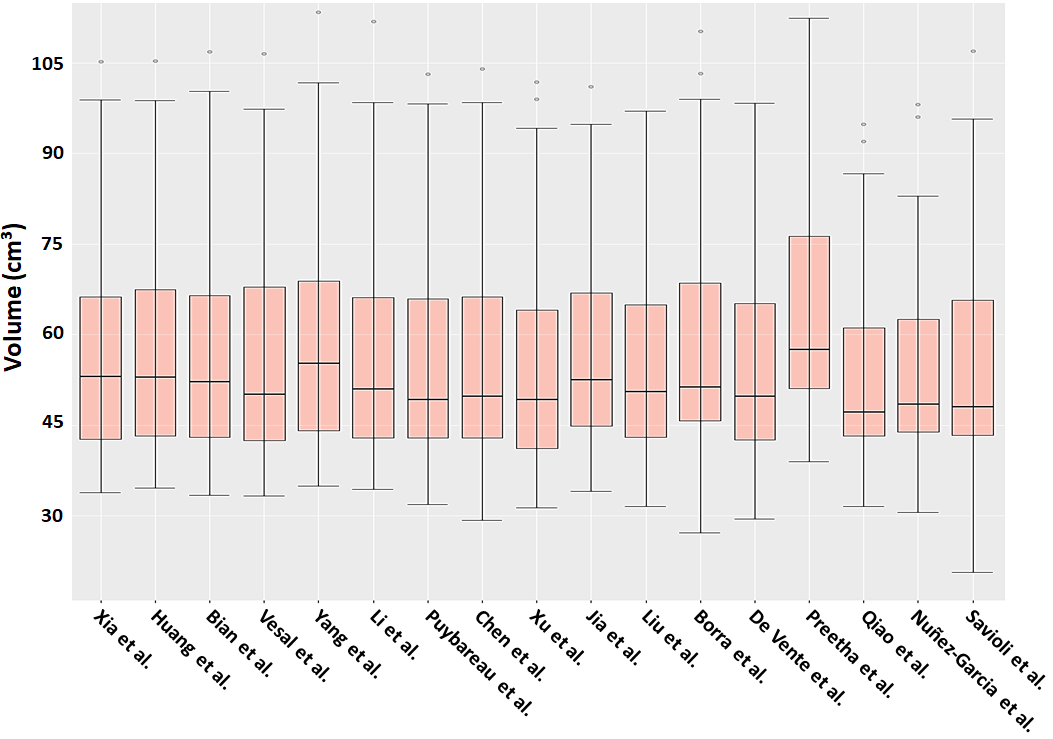 Volume (cm³)
105
90
75
60
45
30
Xia et al.
Huang et al.
Bian et al.
Vesal et al.
Yang et al.
Li et al.
Puybareau et al.
Chen et al.
Xu et al.
Jia et al.
Liu et al.
Borra et al.
De Vente et al.
Preetha et al.
Qiao et al.
Nuñez-Garcia et al.
Savioli et al.